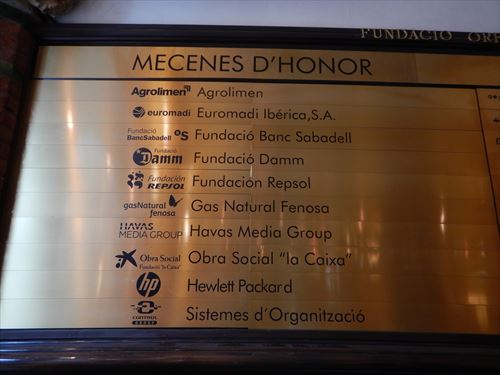 FUNDACIÓ ORF
MECENES D'HONOR
Agrolimen Agrolimen
euromadi Euromadi Ibérica,S.A.
Fundació BancSabadell Fundació Banc Sabadell
Fundació Damm Fundació Damm
Fundación REPSOL Fundación Repsol
gasNatural fenosa Gas Natural Fenosa
HAVAS MEDIA GROUP Havas Media Group
Obra Social Fundació "la Caixa" Obra Social "la Caixa"
hp Hewlett Packard
CONTROL GROUP Sistemes d'Organització